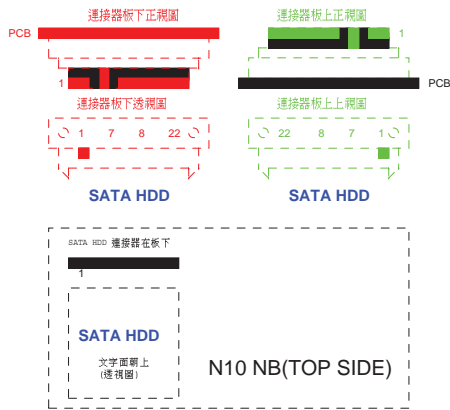 連接器板下正視圖
PCB
1
連接器板下透視圖
1 7 8 22
SATA HDD
連接器板上正視圖
1
PCB
連接器板上上視圖
22 8 7 1
SATA HDD
SATA HDD 連接器在板下
1
SATA HDD
文字面朝上
(透視圖)
N10 NB(TOP SIDE)